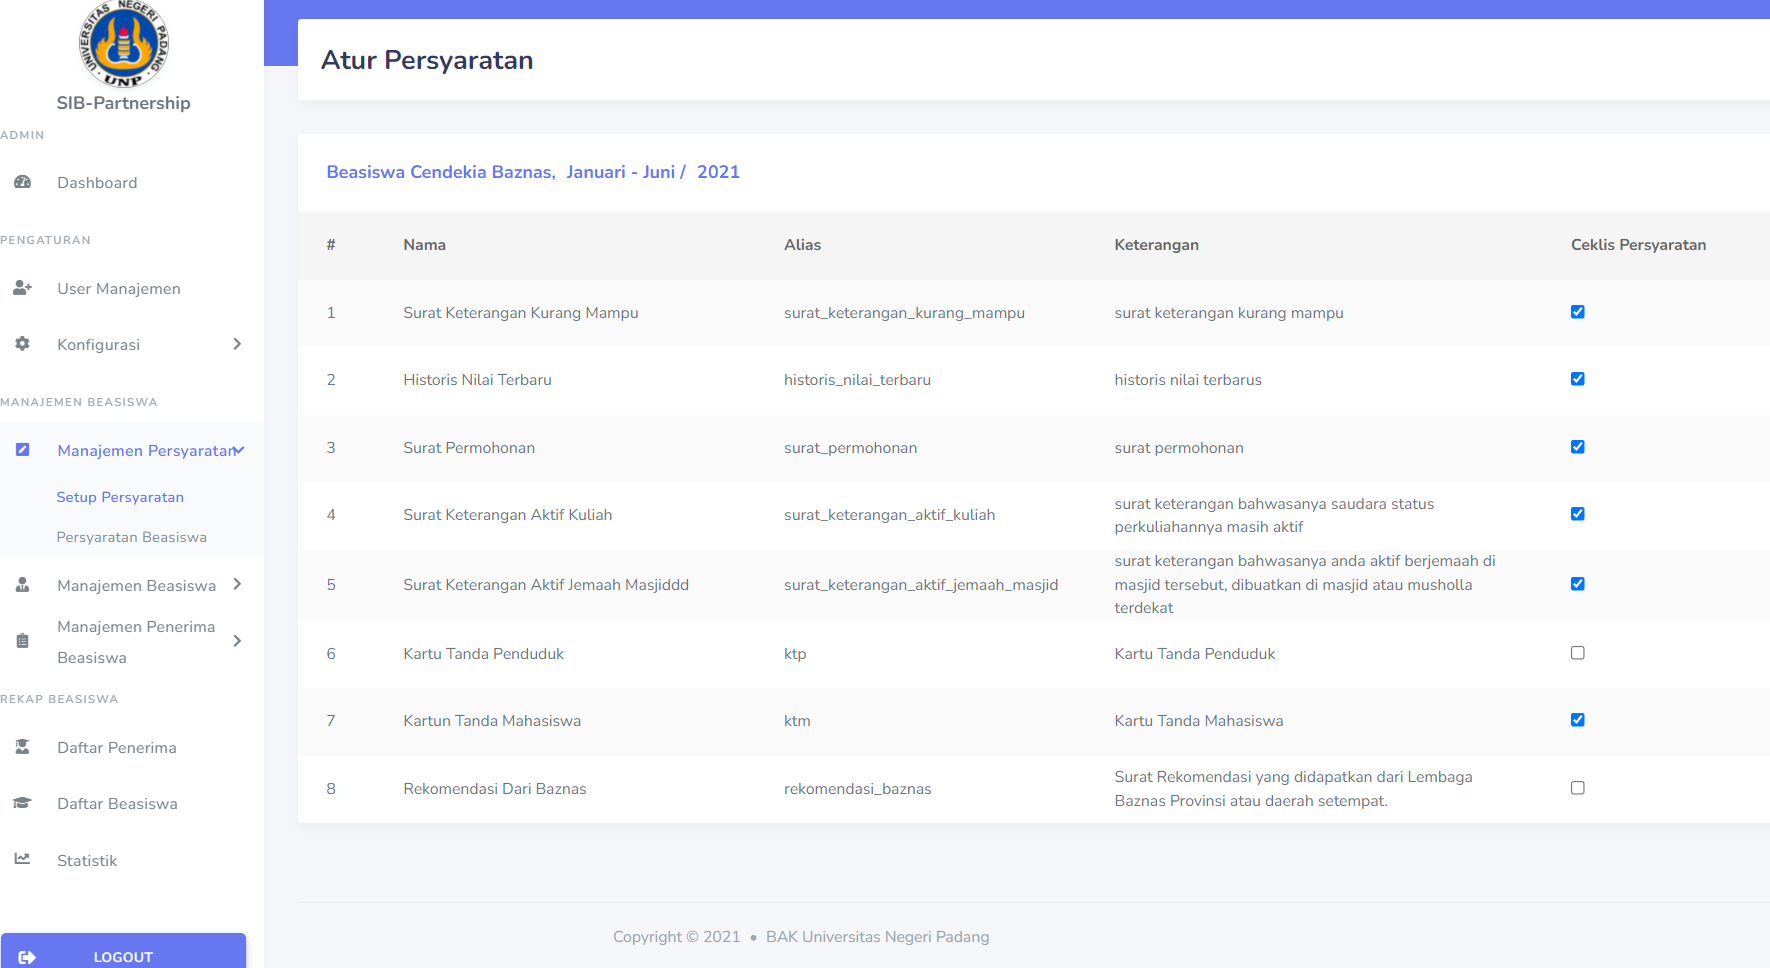 UNIVERSITAS NEGERI PADANG
UNP
SIB-Partnership
ADMIN
Dashboard
PENGATURAN
User Manajemen
Konfigurasi
MANAJEMEN BEASISWA
Manajemen Persyaratan
Setup Persyaratan
Persyaratan Beasiswa
Manajemen Beasiswa
Manajemen Penerima
Beasiswa
REKAP BEASISWA
Daftar Penerima
Daftar Beasiswa
Statistik
LOGOUT
Atur Persyaratan
Beasiswa Cendekia Baznas, Januari - Juni / 2021
# Nama Alias Keterangan Ceklis Persyaratan
1 Surat Keterangan Kurang Mampu surat_keterangan_kurang_mampu surat keterangan kurang mampu
2 Historis Nilai Terbaru historis_nilai_terbaru historis nilai terbarus
3 Surat Permohonan surat_permohonan surat permohonan
4 Surat Keterangan Aktif Kuliah surat_keterangan_aktif_kuliah surat keterangan bahwasanya saudara status
perkuliahannya masih aktif
5 Surat Keterangan Aktif Jemaah Masjiddd surat_keterangan_aktif_jemaah_masjid surat keterangan bahwasanya anda aktif berjemaah di
masjid tersebut, dibuatkan di masjid atau musholla
terdekat
6 Kartu Tanda Penduduk ktp Kartu Tanda Penduduk
7 Kartun Tanda Mahasiswa ktm Kartu Tanda Mahasiswa
8 Rekomendasi Dari Baznas rekomendasi_baznas Surat Rekomendasi yang didapatkan dari Lembaga
Baznas Provinsi atau daerah setempat.
Copyright © 2021 • BAK Universitas Negeri Padang